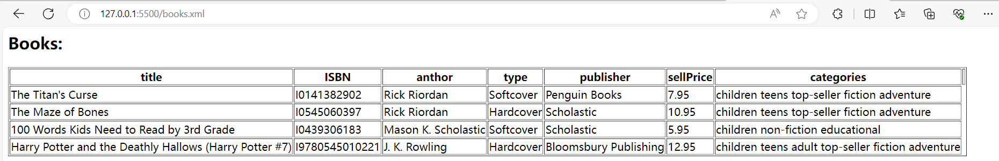 127.0.0.1:5500/books.xml
Books:
title ISBN anthor type publisher sellPrice categories
The Titan's Curse I0141382902 Rick Riordan Softcover Penguin Books 7.95 children teens top-seller fiction adventure
The Maze of Bones I0545060397 Rick Riordan Hardcover Scholastic 10.95 children teens top-seller fiction adventure
100 Words Kids Need to Read by 3rd Grade I0439306183 Mason K. Scholastic Softcover Scholastic 5.95 children non-fiction educational
Harry Potter and the Deathly Hallows (Harry Potter #7) I9780545010221 J. K. Rowling Hardcover Bloomsbury Publishing 12.95 children teens adult top-seller fiction adventure